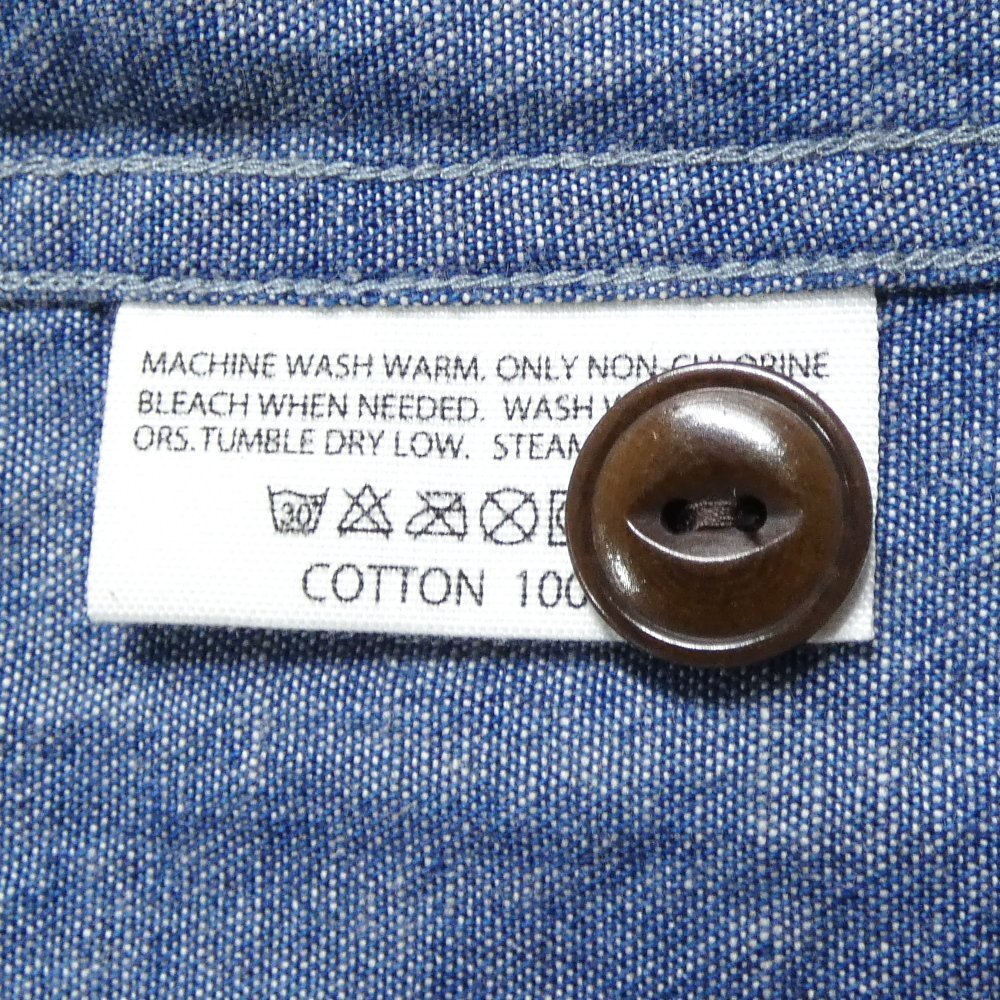 MACHINE WASH WARM. ONLY NON-CHLORINE
BLEACH WHEN NEEDED. WASH
ORS. TUMBLE DRY LOW. STEAM
30
COTTON 100